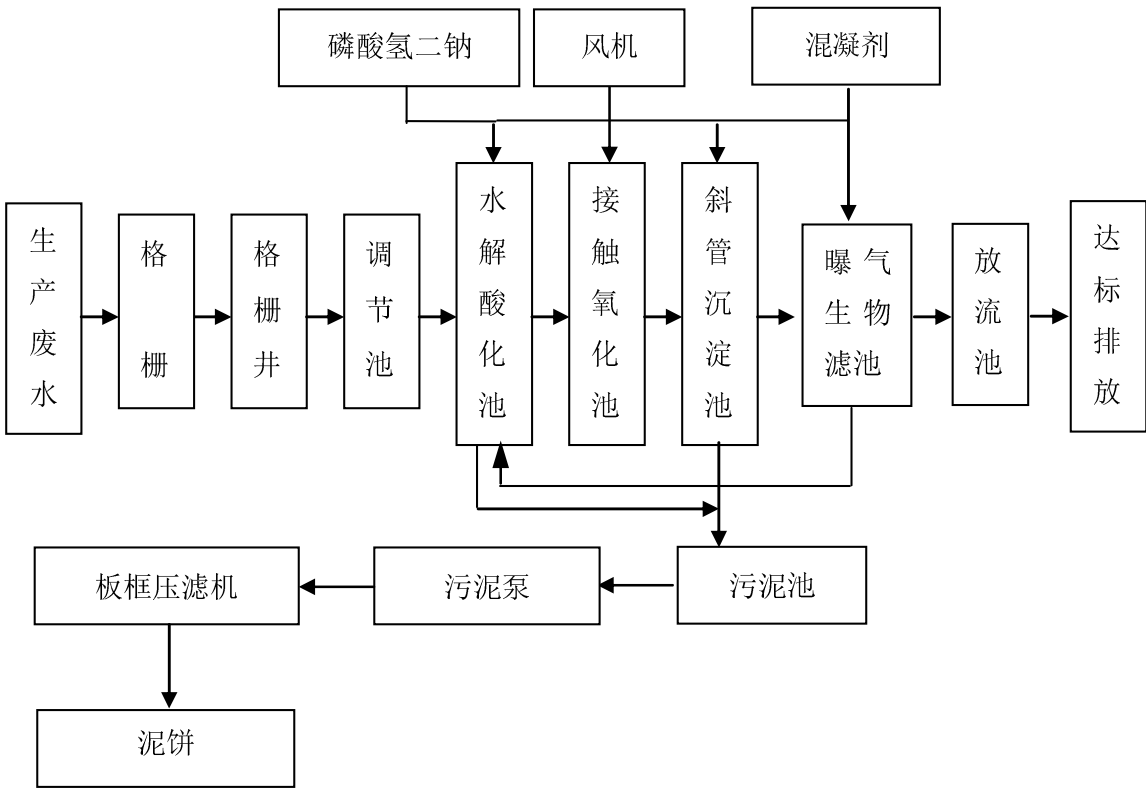 磷酸氢二钠
风机
混凝剂
生产废水
格栅
格栅井
调节池
水解酸化池
接触氧化池
斜管沉淀池
曝气
生物
滤池
放流池
达标排放
板框压滤机
污泥泵
污泥池
泥饼